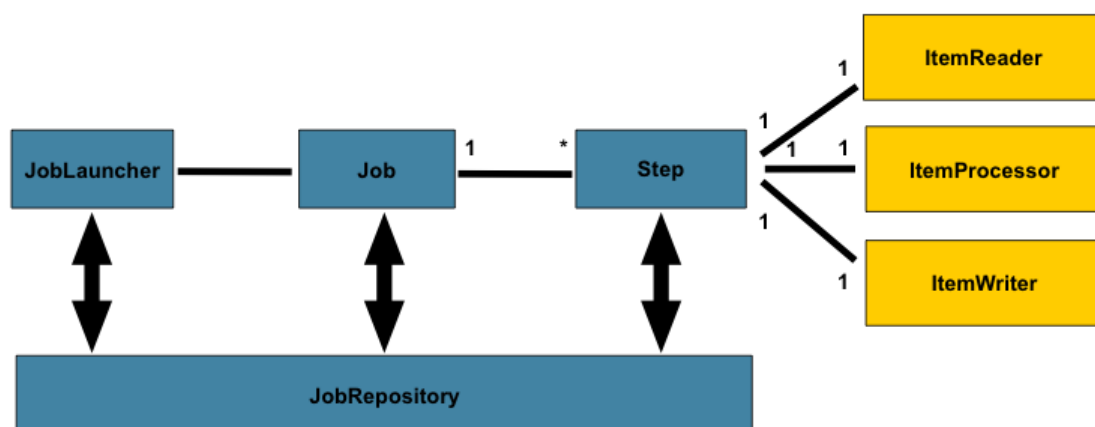 ItemReader
1
1
JobLauncher
Job
1
*
Step
1
1
ItemProcessor
1
1
ItemWriter
JobRepository